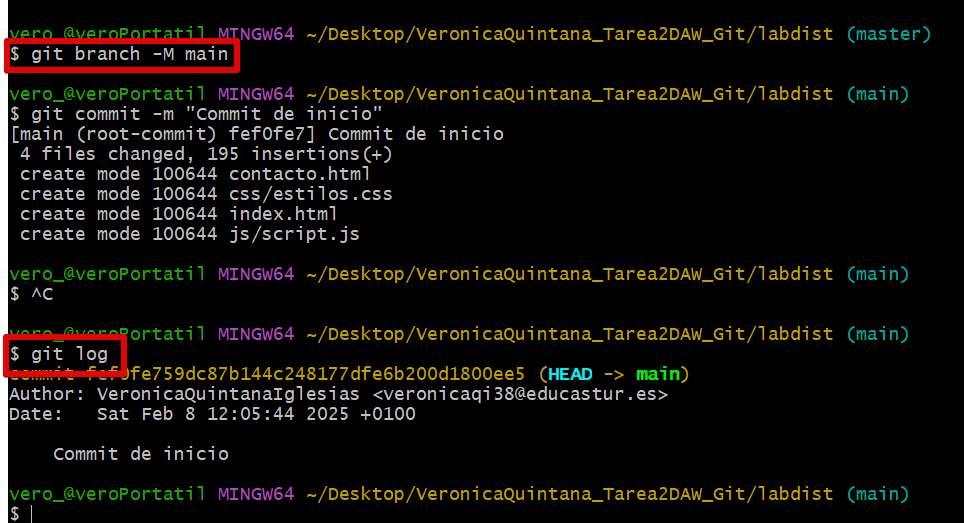 vero_@veroPortatil MINGW64 ~/Desktop/VeronicaQuintana_Tarea2DAW_Git/labdist (master)
$ git branch -M main
vero_@veroPortatil MINGW64 ~/Desktop/VeronicaQuintana_Tarea2DAW_Git/labdist (main)
$ git commit -m "Commit de inicio"
[main (root-commit) fef0fe7] Commit de inicio
 4 files changed, 195 insertions(+)
 create mode 100644 contacto.html
 create mode 100644 css/estilos.css
 create mode 100644 index.html
 create mode 100644 js/script.js
vero_@veroPortatil MINGW64 ~/Desktop/VeronicaQuintana_Tarea2DAW_Git/labdist (main)
$ ^C
vero_@veroPortatil MINGW64 ~/Desktop/VeronicaQuintana_Tarea2DAW_Git/labdist (main)
$ git log
commit fef0fe759dc87b144c248177dfe6b200d1800ee5 (HEAD -> main)
Author: VeronicaQuintanaIglesias <veronicaqi38@educastur.es>
Date:   Sat Feb 8 12:05:44 2025 +0100
    Commit de inicio
vero_@veroPortatil MINGW64 ~/Desktop/VeronicaQuintana_Tarea2DAW_Git/labdist (main)
$